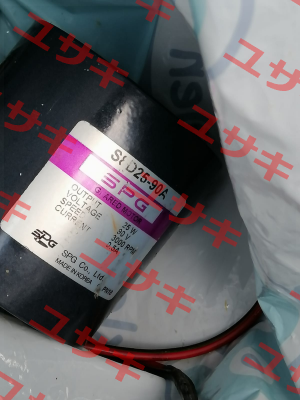 ユサキ
ユサキ
ユサキ
SPG
GEARED MOTOR
OUTPUT 25 W
VOLTAGE 90 V
SPEED 3000 RPM
CURRENT
SPG
SPG Co., Ltd.
MADE IN KOREA
ユサキ
ユサキ
ユサキ
ユサキ
ユサキ